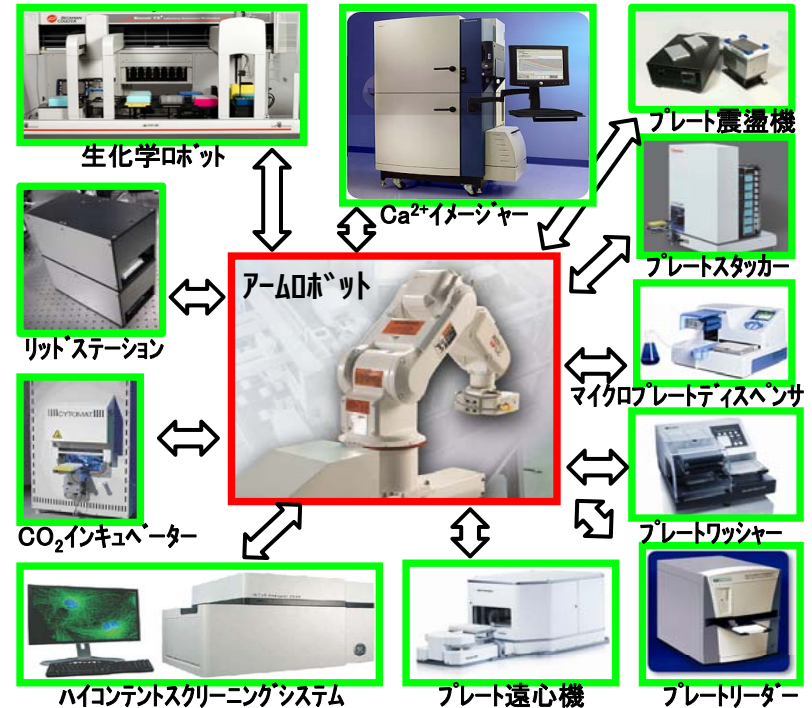 BECKMAN
COULTER
生化学ロボット
Ca²⁺イメージャー
プレート震盪機
プレートスタッカー
アームロボット
リッドステーション
マイクロプレートディスペンサ
CYTOMAT
CO₂インキュベーター
プレートワッシャー
ハイコンテントスクリーニングシステム
プレート遠心機
プレートリーダー